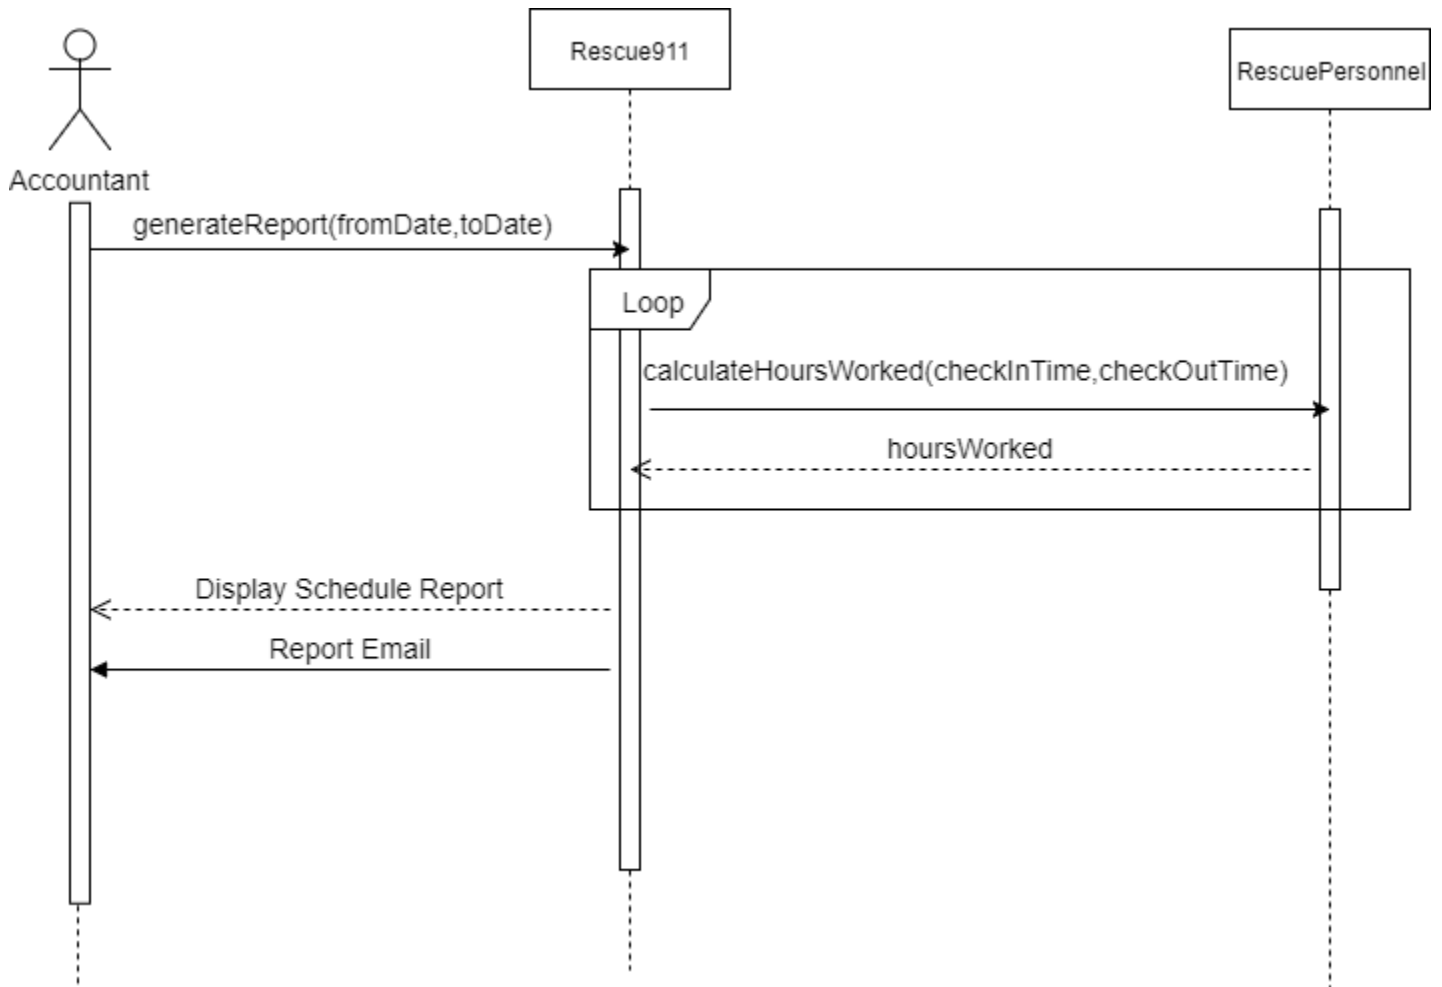 Rescue911
RescuePersonnel
Accountant
generateReport(fromDate,toDate)
Loop
calculateHoursWorked(checkInTime,checkOutTime)
hoursWorked
Display Schedule Report
Report Email